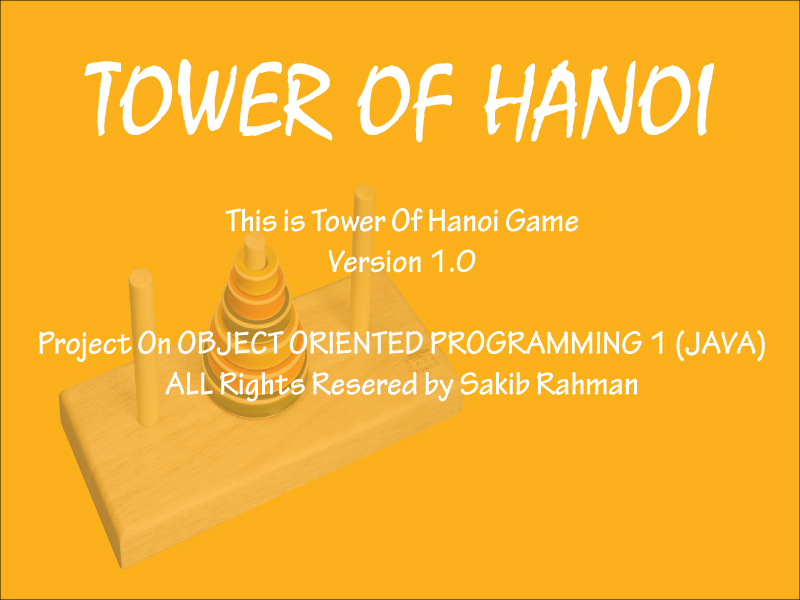 TOWER OF HANOI
This is Tower Of Hanoi Game
Version 1.0
Project On OBJECT ORIENTED PROGRAMMING 1 (JAVA)
ALL Rights Resered by Sakib Rahman